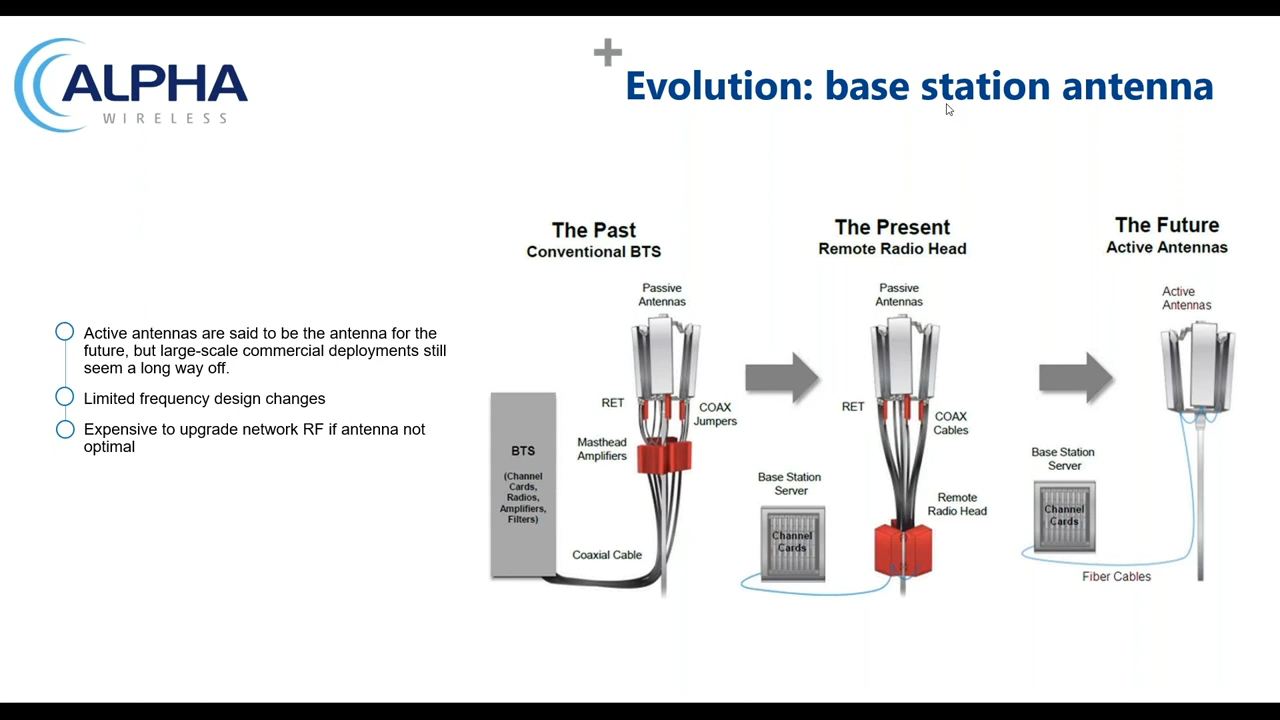 ALPHA
WIRELESS
Evolution: base station antenna
Active antennas are said to be the antenna for the
future, but large-scale commercial deployments still
seem a long way off.
Limited frequency design changes
Expensive to upgrade network RF if antenna not
optimal
The Past
Conventional BTS
Passive
Antennas
RET
COAX
Jumpers
Masthead
Amplifiers
BTS
(Channel
Cards,
Radios,
Amplifiers,
Filters)
Coaxial Cable
The Present
Remote Radio Head
Passive
Antennas
RET
COAX
Cables
Base Station
Server
Channel
Cards
Remote
Radio Head
The Future
Active Antennas
Active
Antennas
Base Station
Server
Channel
Cards
Fiber Cables